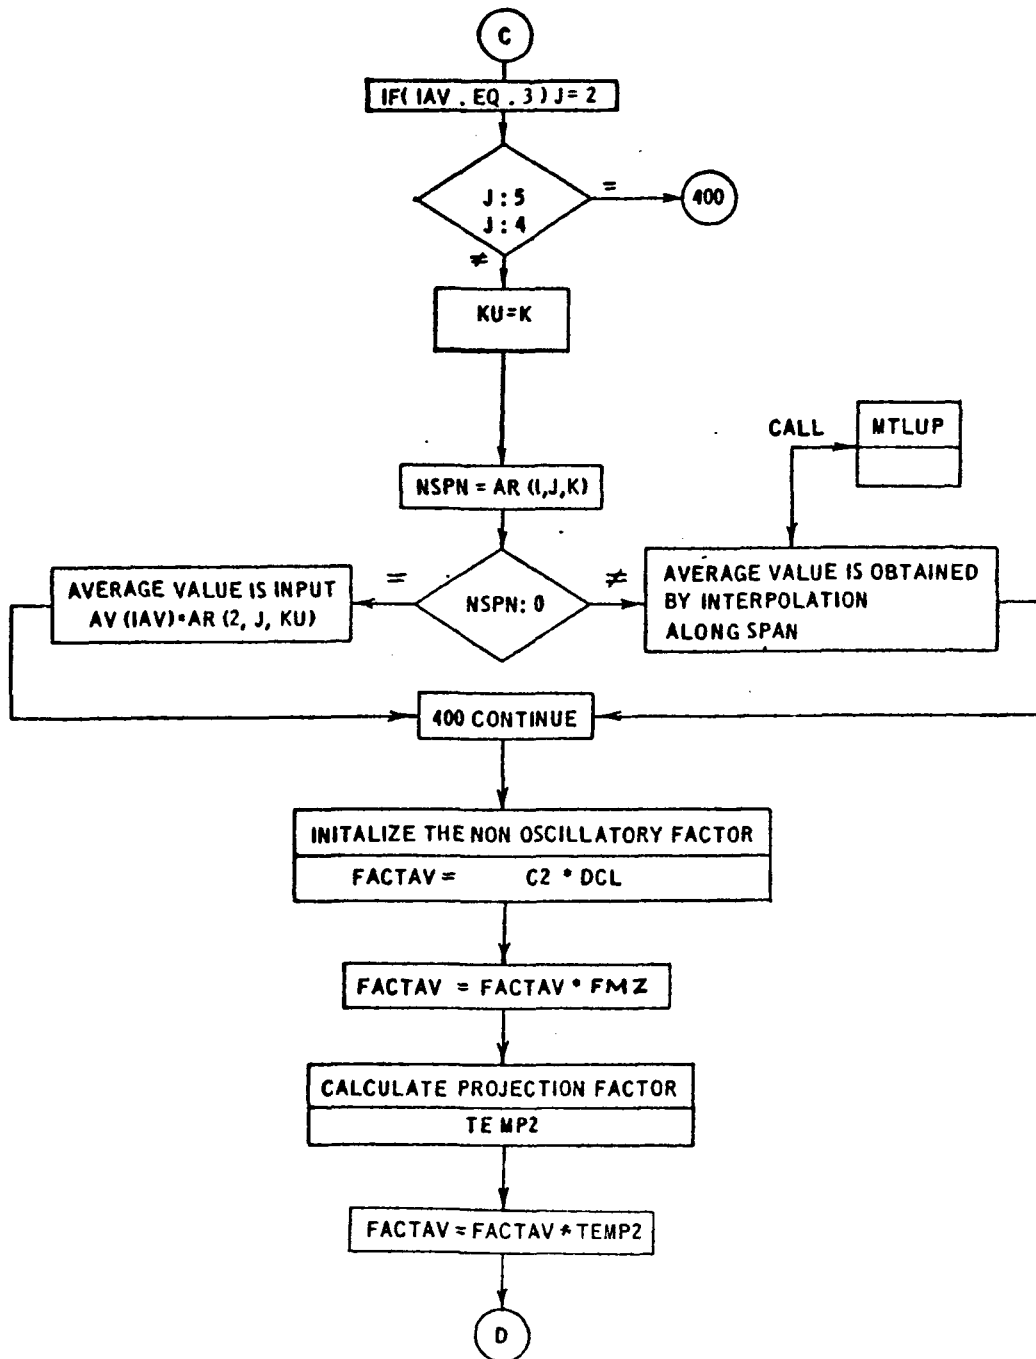 C
IF( IAV . EQ . 3 ) J = 2
J : 5
J : 4
=
400
≠
KU=K
CALL
MTLUP
NSPN = AR (I,J,K)
AVERAGE VALUE IS INPUT
AV (IAV)=AR (2, J, KU)
=
NSPN: 0
≠
AVERAGE VALUE IS OBTAINED
BY INTERPOLATION
ALONG SPAN
400 CONTINUE
INITALIZE THE NON OSCILLATORY FACTOR
FACTAV = C2 * DCL
FACTAV = FACTAV * FMZ
CALCULATE PROJECTION FACTOR
TEMP2
FACTAV = FACTAV * TEMP2
D